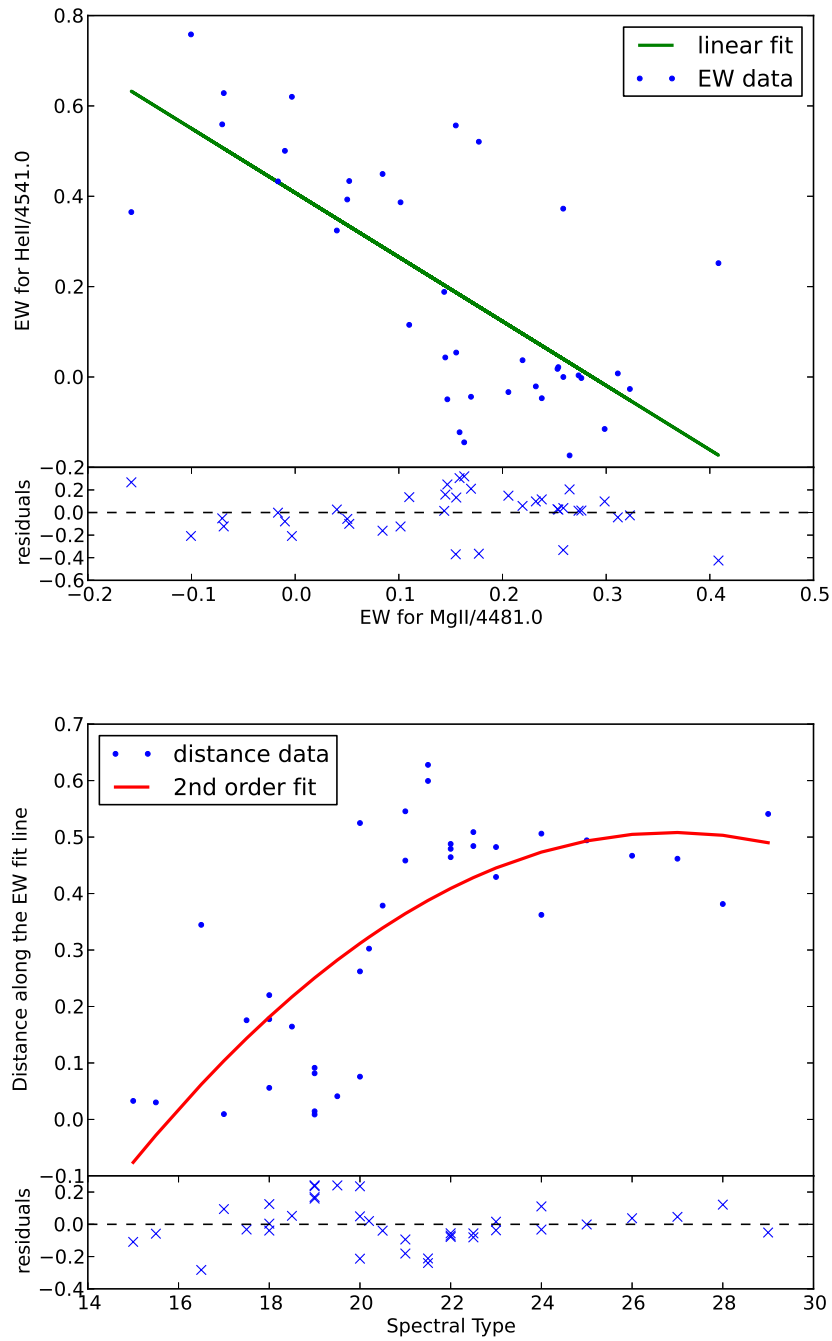 0.8
linear fit
EW data
0.6
0.4
0.2
0.0
−0.2
EW for HeII/4541.0
0.2
0.0
−0.2
−0.4
−0.6
residuals
−0.2 −0.1 0.0 0.1 0.2 0.3 0.4 0.5
EW for MgII/4481.0
0.7
distance data
2nd order fit
0.6
0.5
0.4
0.3
0.2
0.1
0.0
−0.1
Distance along the EW fit line
0.2
0.0
−0.2
−0.4
residuals
14 16 18 20 22 24 26 28 30
Spectral Type